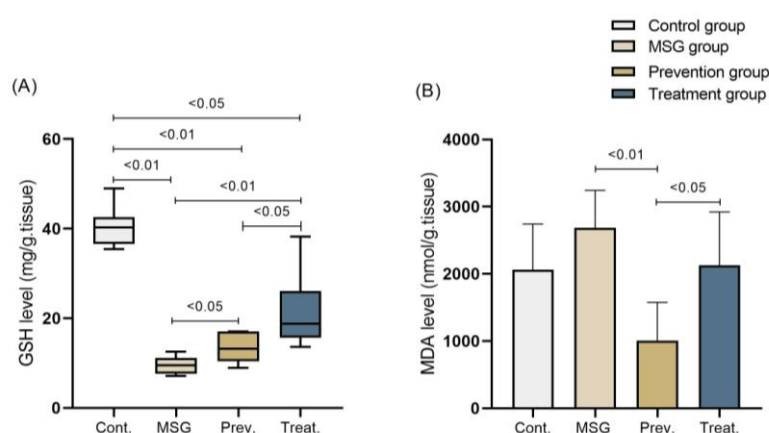 Control group
MSG group
Prevention group
Treatment group
(A)
<0.05
<0.01
<0.01
<0.01
<0.05
<0.05
GSH level (mg/g.tissue)
60
40
20
0
Cont. MSG Prev. Treat.
(B)
<0.01
<0.05
MDA level (nmol/g.tissue)
4000
3000
2000
1000
0
Cont. MSG Prev. Treat.